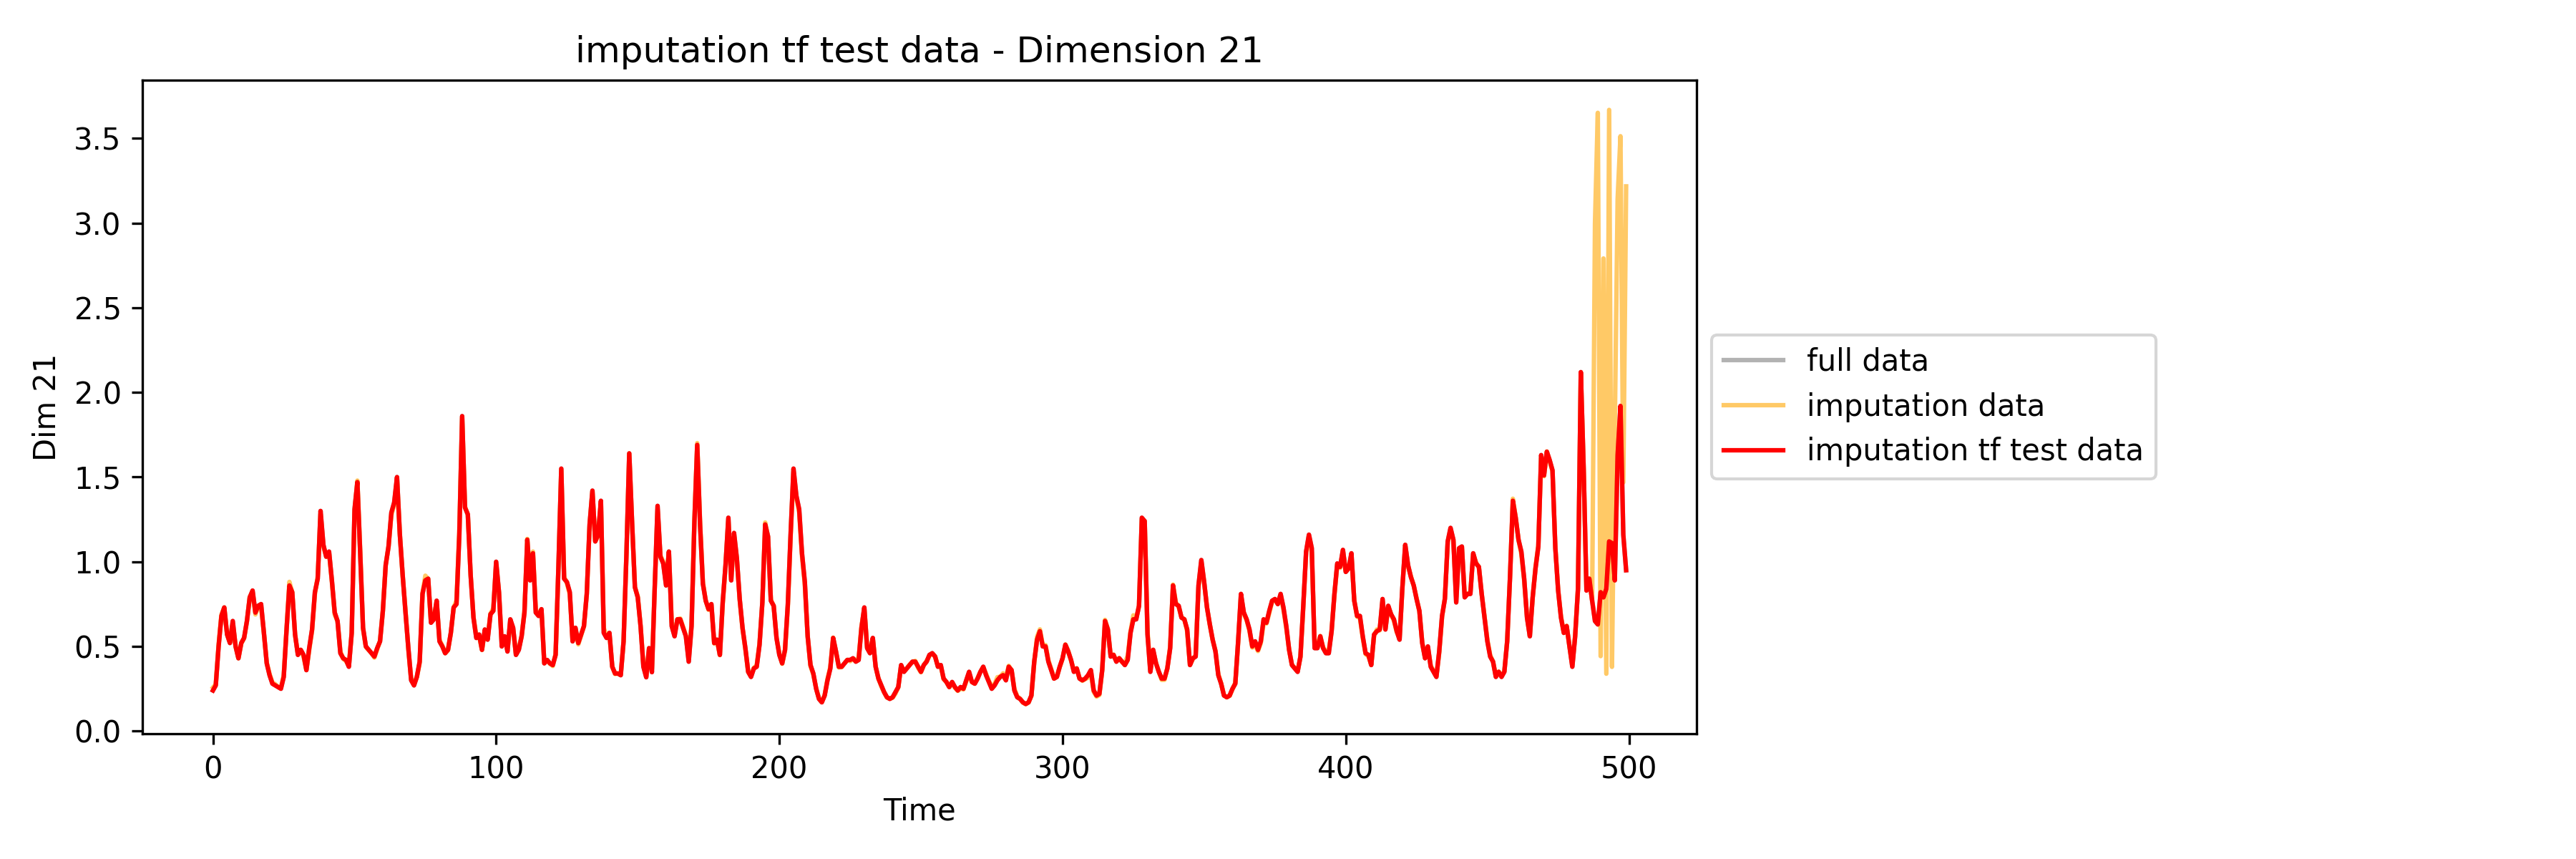 imputation tf test data - Dimension 21
Dim 21
3.5
3.0
2.5
2.0
1.5
1.0
0.5
0.0
0 100 200 300 400 500
Time
full data
imputation data
imputation tf test data